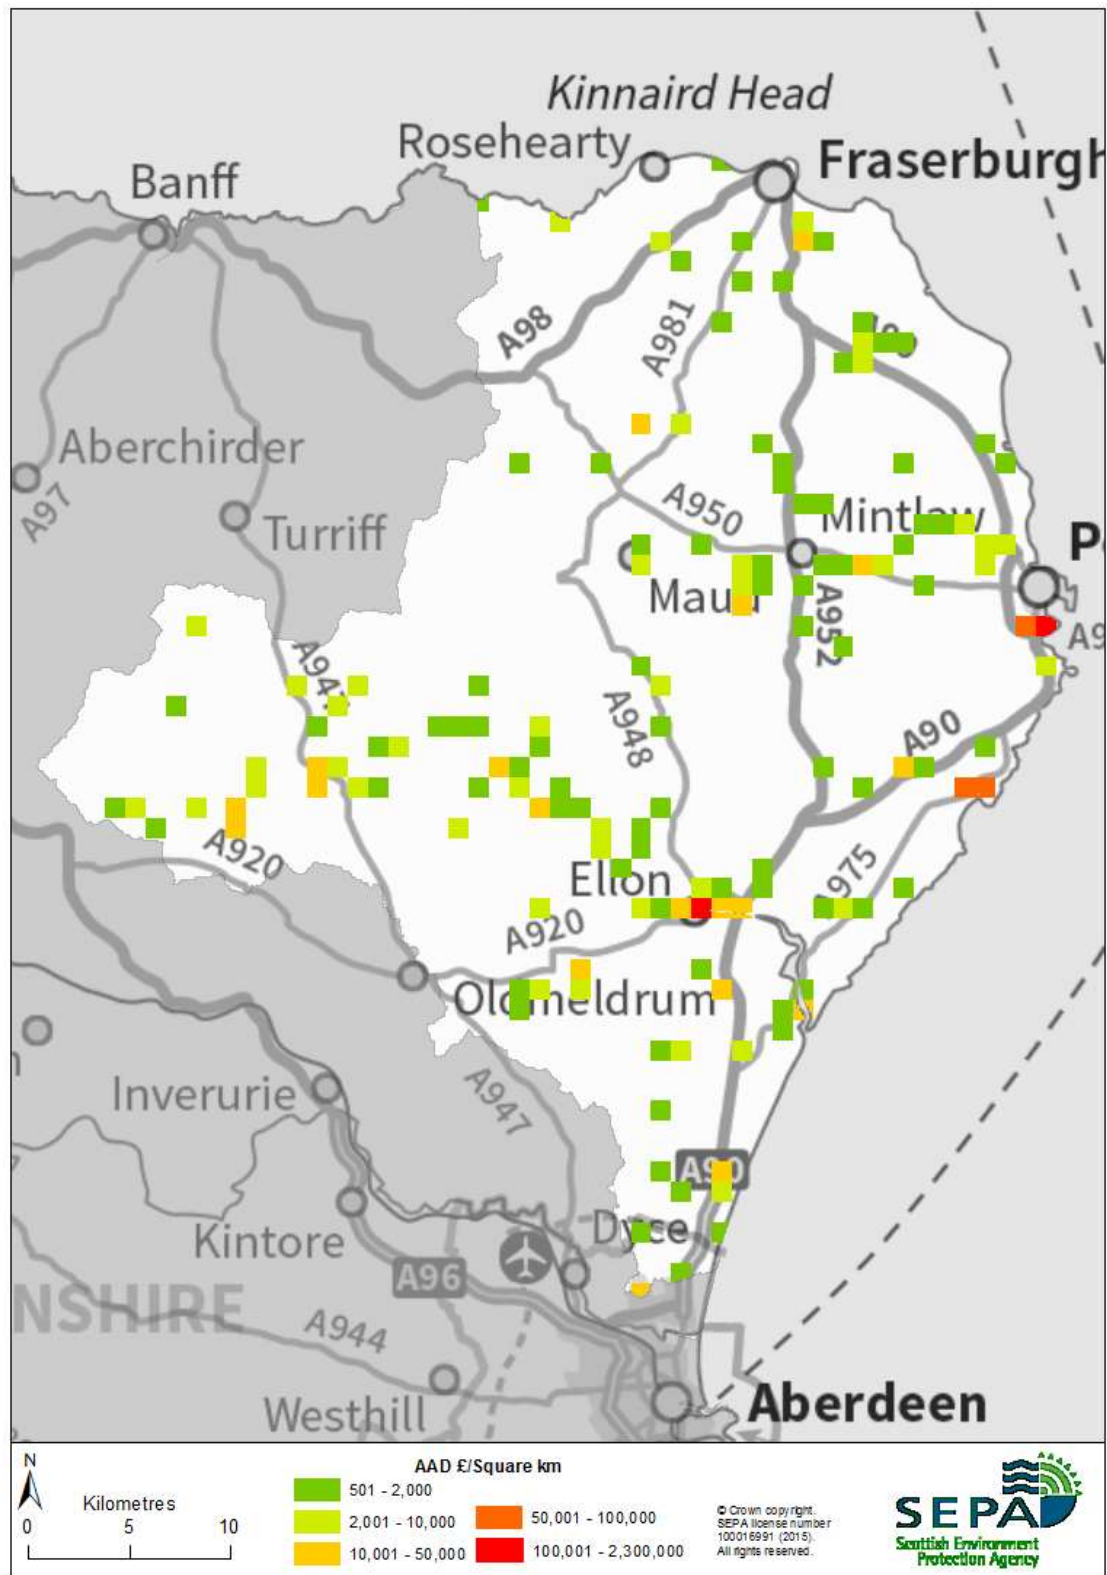 Kinnaird Head
Rosehearty
Fraserburgh
Banff
A98
A981
Aberchirder
A97
Turriff
A950
Mintlaw
P
Maud
A952
A9
A947
A948
A90
A920
Ellon
A975
A920
Oldmeldrum
Inverurie
A947
A90
Kintore
Dyce
A96
NSHIRE
A944
Westhill
Aberdeen
N
Kilometres
0 5 10
AAD £/Square km
501 - 2,000
2,001 - 10,000
10,001 - 50,000
50,001 - 100,000
100,001 - 2,300,000
© Crown copyright.
SEPA license number
100016991 (2015).
All rights reserved.
SEPA
Scottish Environment
Protection Agency